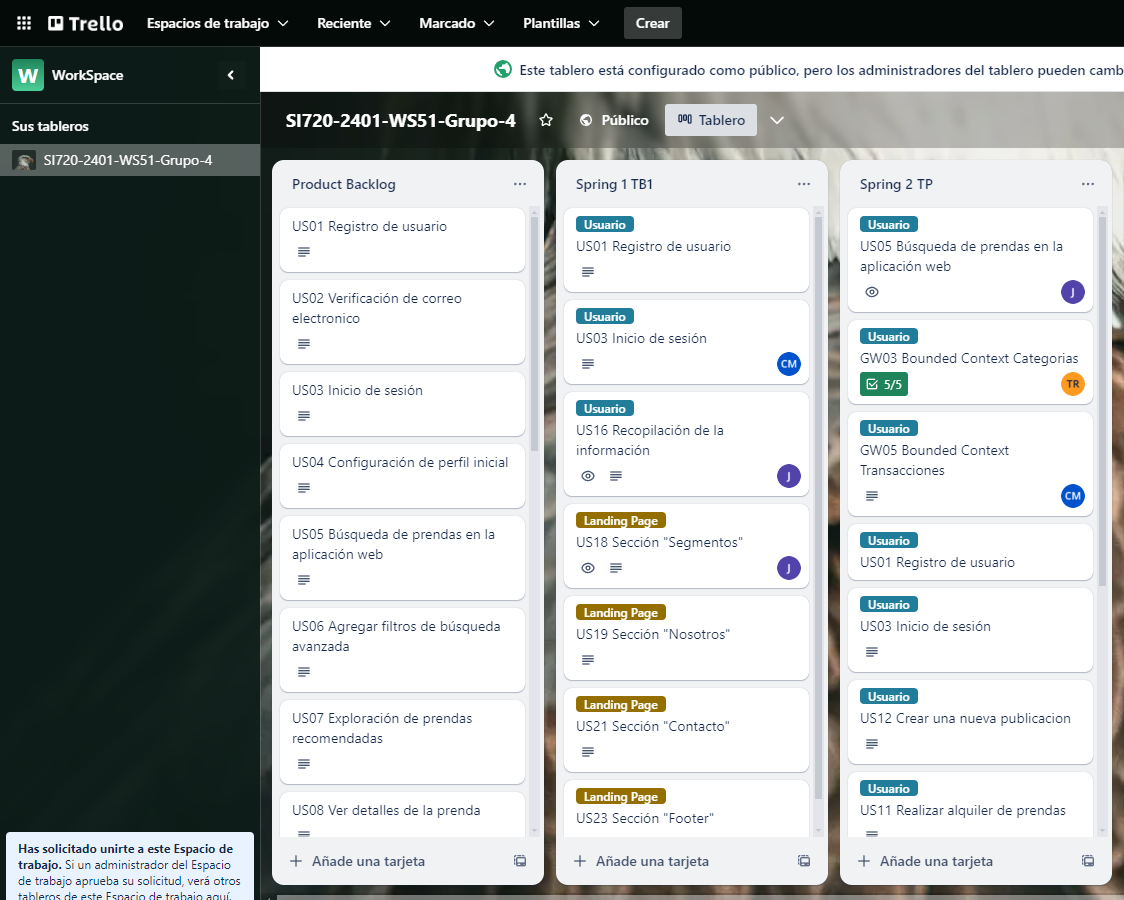 Trello
Espacios de trabajo
Reciente
Marcado
Plantillas
Crear
W
WorkSpace
Sus tableros
SI720-2401-WS51-Grupo-4
Has solicitado unirte a este Espacio de
trabajo. Si un administrador del Espacio
de trabajo aprueba su solicitud, verá otros
tableros de este Espacio de trabajo aquí.
Este tablero está configurado como público, pero los administradores del tablero pueden camb
SI720-2401-WS51-Grupo-4
Público
Tablero
Product Backlog
US01 Registro de usuario
US02 Verificación de correo
electronico
US03 Inicio de sesión
US04 Configuración de perfil inicial
US05 Búsqueda de prendas en la
aplicación web
US06 Agregar filtros de búsqueda
avanzada
US07 Exploración de prendas
recomendadas
US08 Ver detalles de la prenda
Añade una tarjeta
Spring 1 TB1
Usuario
US01 Registro de usuario
Usuario
US03 Inicio de sesión
CM
Usuario
US16 Recopilación de la
información
J
Landing Page
US18 Sección "Segmentos"
J
Landing Page
US19 Sección "Nosotros"
Landing Page
US21 Sección "Contacto"
Landing Page
US23 Sección "Footer"
Añade una tarjeta
Spring 2 TP
Usuario
US05 Búsqueda de prendas en la
aplicación web
J
Usuario
GW03 Bounded Context Categorias
5/5
TR
Usuario
GW05 Bounded Context
Transacciones
CM
Usuario
US01 Registro de usuario
Usuario
US03 Inicio de sesión
Usuario
US12 Crear una nueva publicacion
Usuario
US11 Realizar alquiler de prendas
Añade una tarjeta